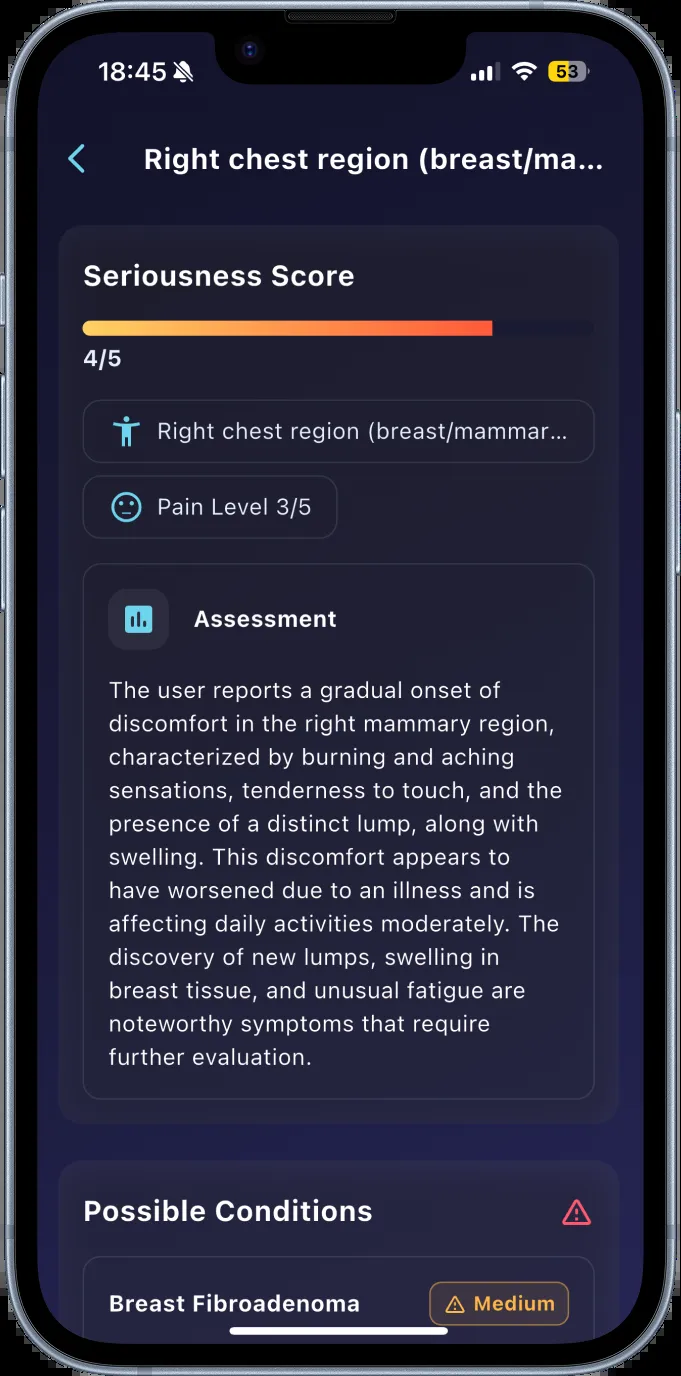 18:45
53
Right chest region (breast/ma...
Seriousness Score
4/5
Right chest region (breast/mammar...
Pain Level 3/5
Assessment
The user reports a gradual onset of
discomfort in the right mammary region,
characterized by burning and aching
sensations, tenderness to touch, and the
presence of a distinct lump, along with
swelling. This discomfort appears to
have worsened due to an illness and is
affecting daily activities moderately. The
discovery of new lumps, swelling in
breast tissue, and unusual fatigue are
noteworthy symptoms that require
further evaluation.
Possible Conditions
Breast Fibroadenoma
Medium